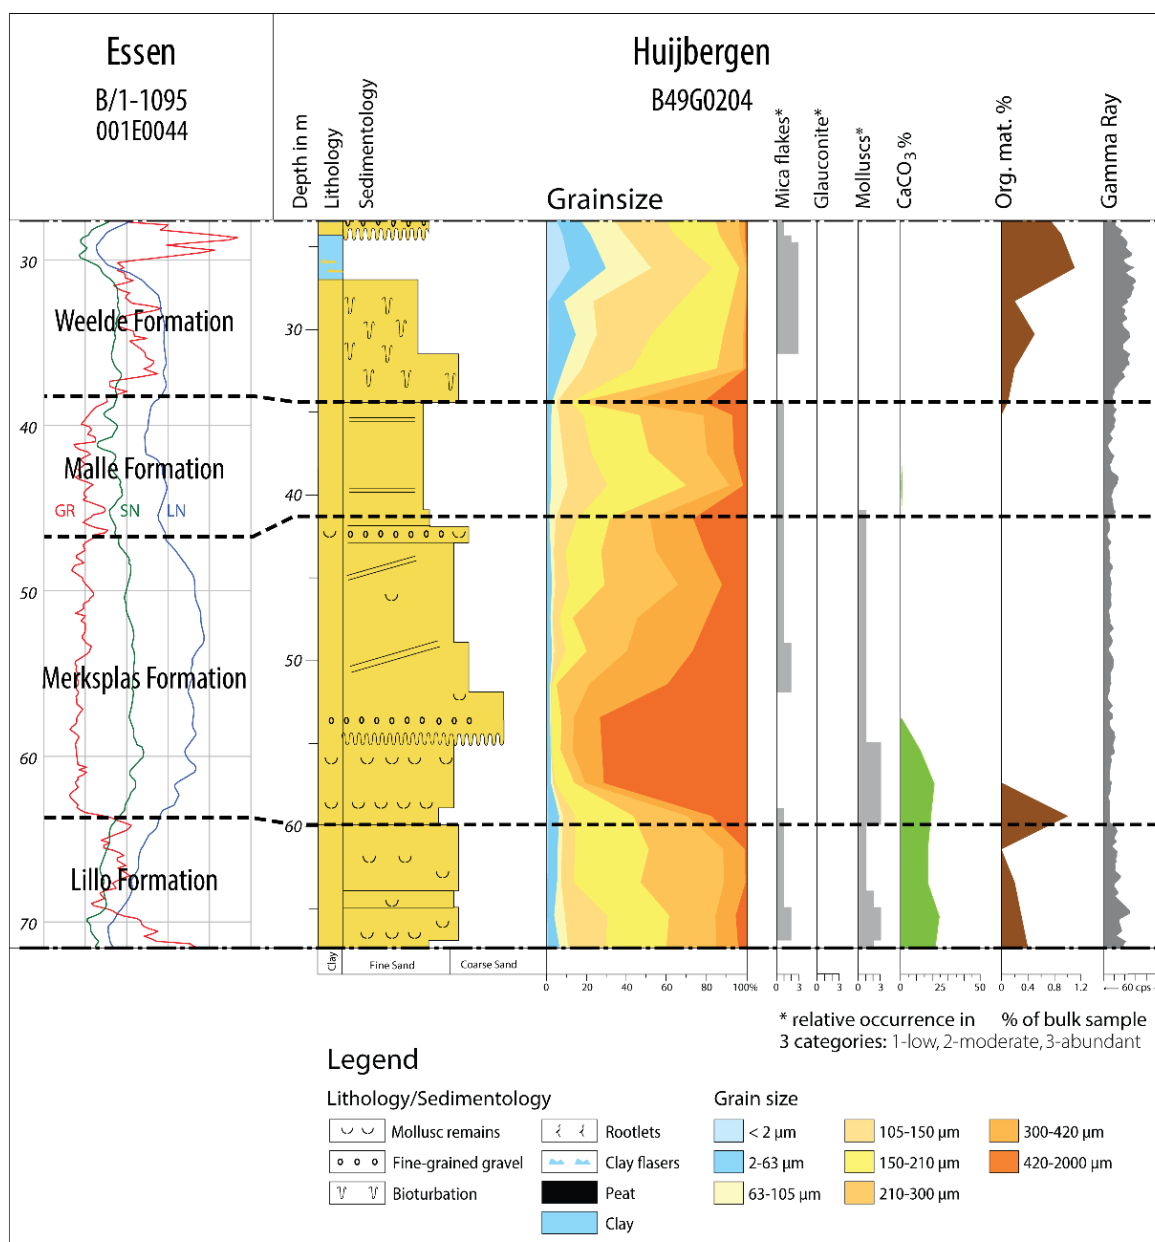 Essen
B/1-1095
001E0044
Huijbergen
B49G0204
Depth in m
Lithology
Sedimentology
Grainsize
Mica flakes*
Glauconite*
Molluscs*
CaCO3 %
Org. mat. %
Gamma Ray
30
Weelde Formation
40
Malle Formation
GR SN LN
50
Merksplas Formation
60
Lillo Formation
70
30
40
50
60
Clay
Fine Sand
Coarse Sand
0 20 40 60 80 100%
0 3
0 3
0 3
0 25 50
0 0.4 0.8 1.2
60 cps
* relative occurrence in
3 categories: 1-low, 2-moderate, 3-abundant
% of bulk sample
Legend
Lithology/Sedimentology
Mollusc remains
Fine-grained gravel
Bioturbation
Rootlets
Clay flasers
Peat
Clay
Grain size
< 2 µm
2-63 µm
63-105 µm
105-150 µm
150-210 µm
210-300 µm
300-420 µm
420-2000 µm